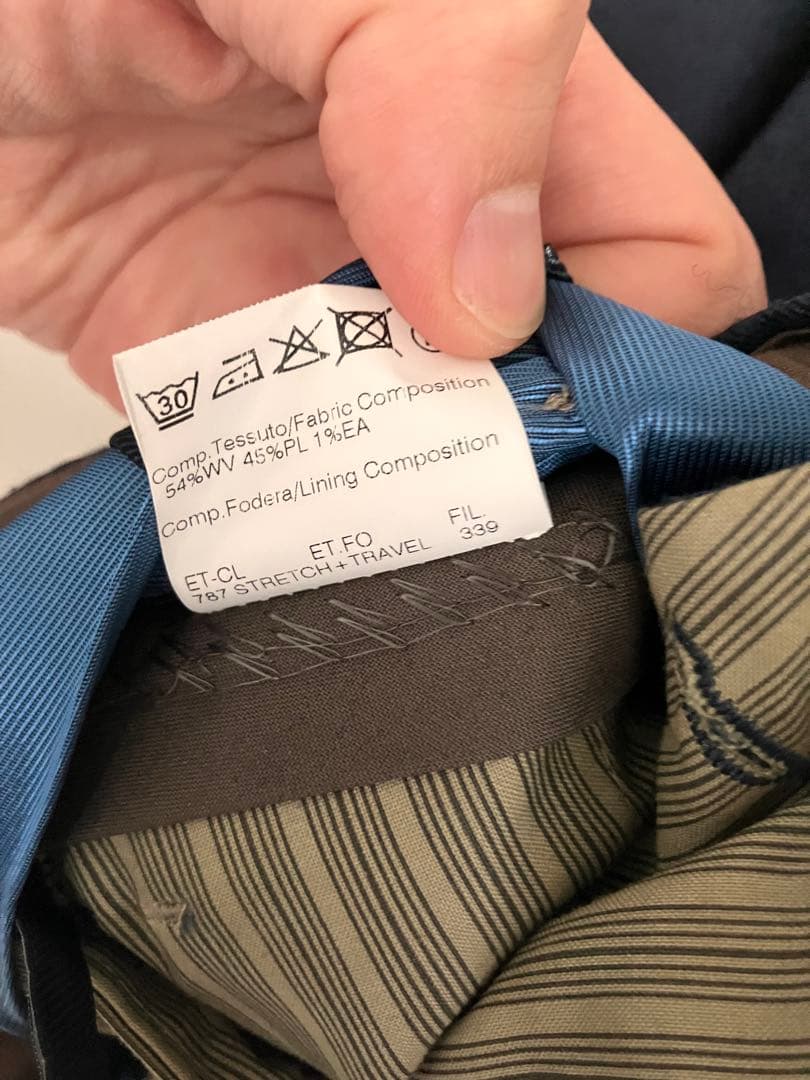 30
Comp.Tessuto/Fabric Composition
54%WV 45%PL 1%EA
Comp.Fodera/Lining Composition
ET-CL ET.FO FIL.
787 STRETCH+TRAVEL 339